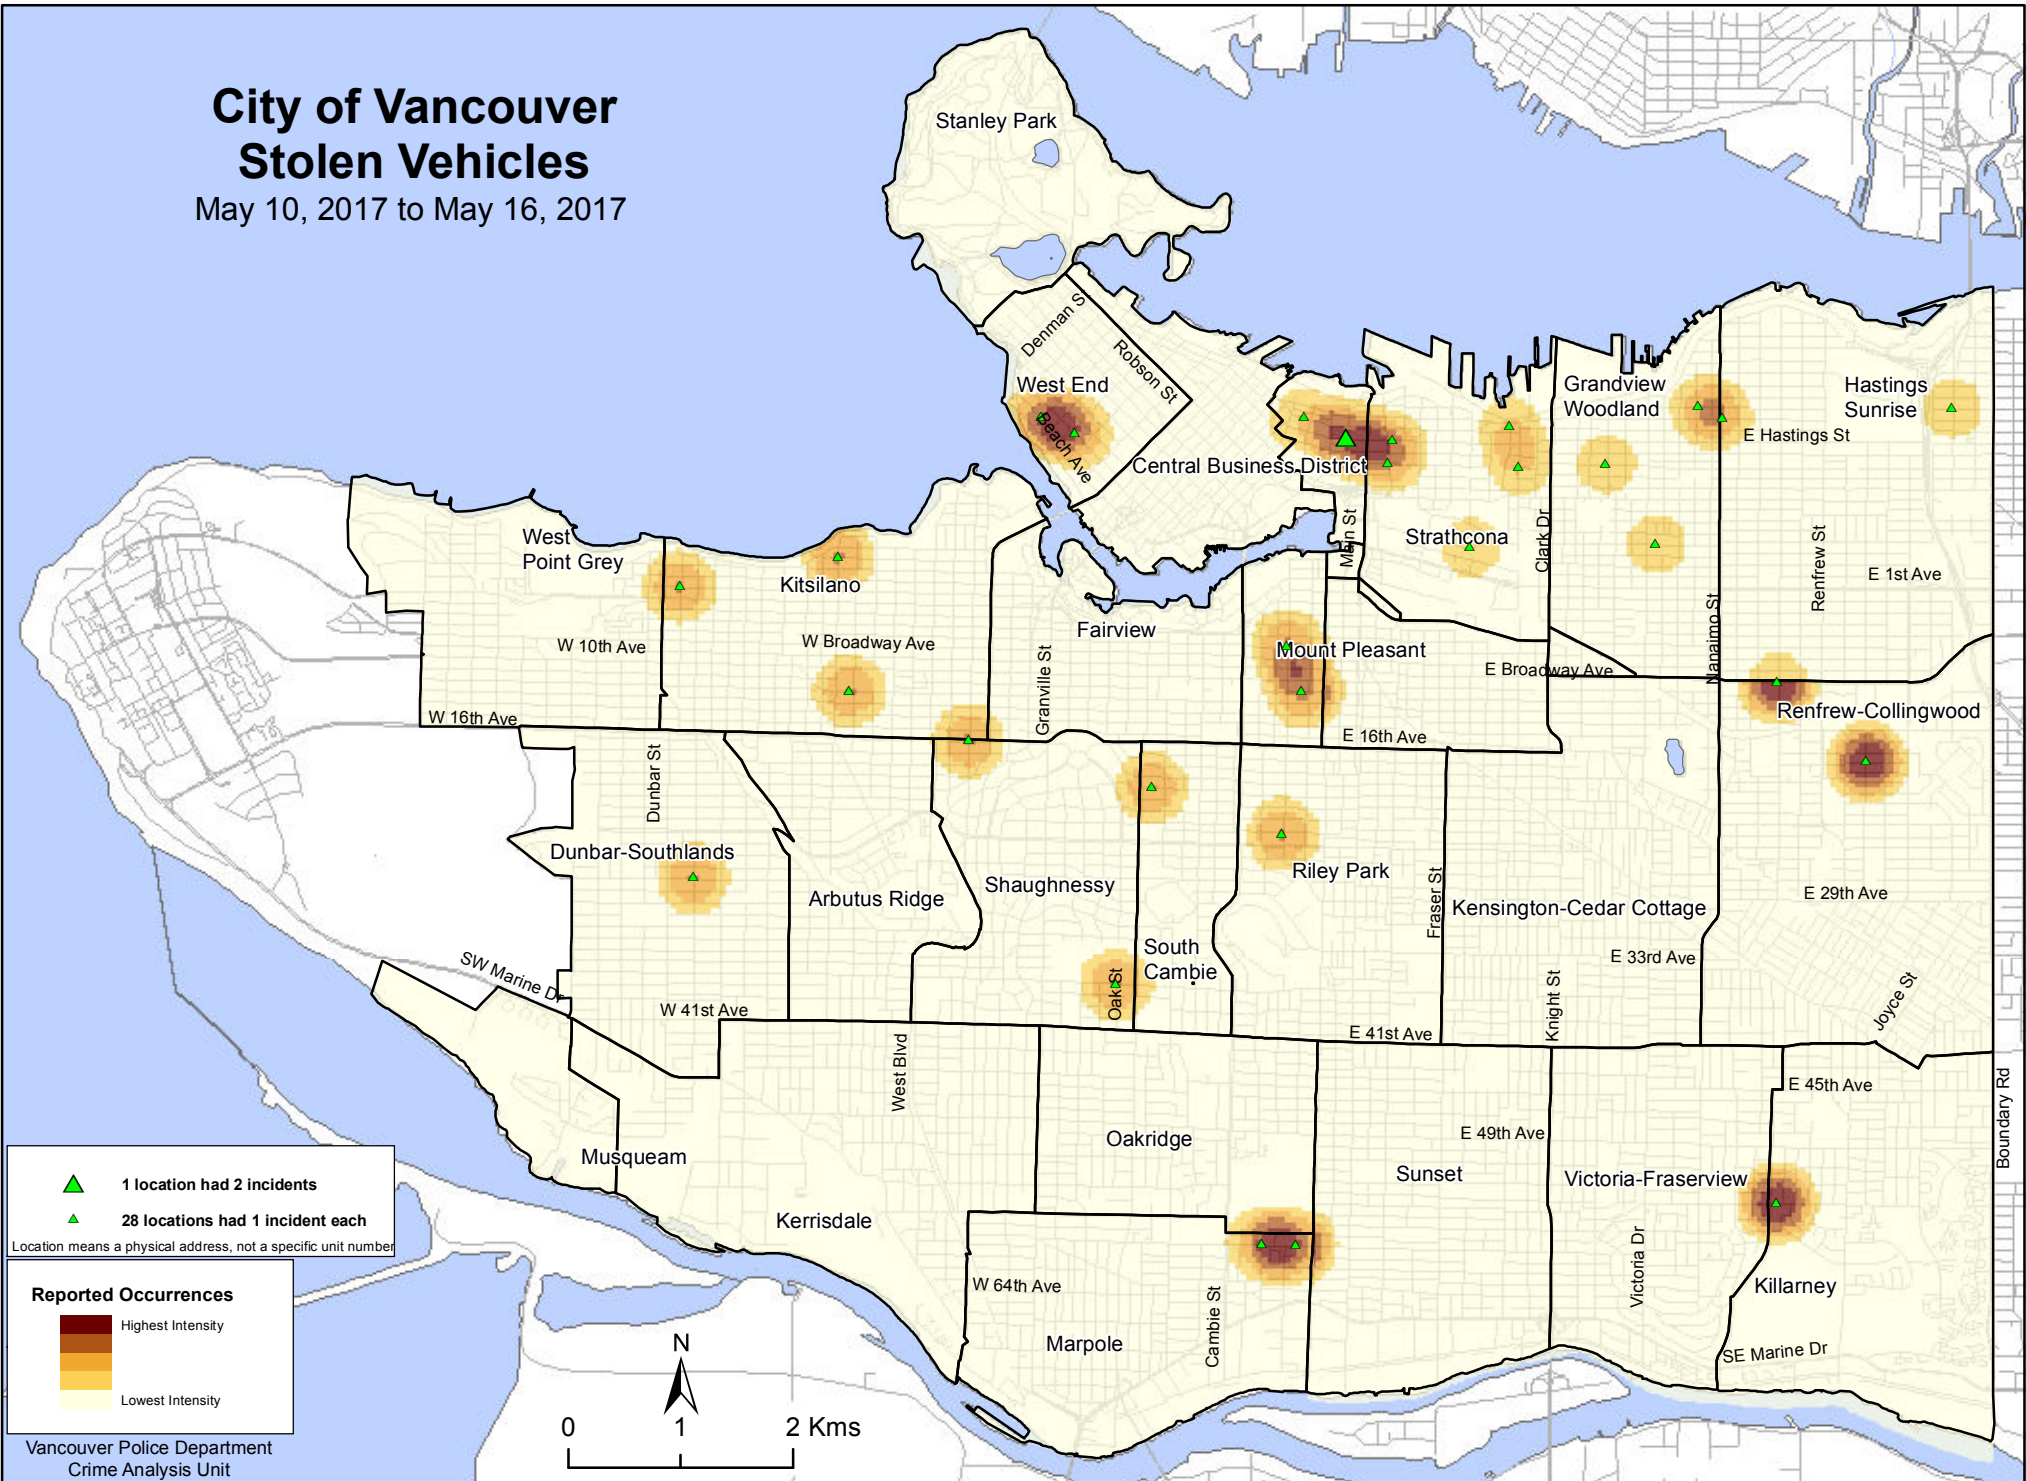 City of Vancouver
Stolen Vehicles
May 10, 2017 to May 16, 2017
Stanley Park
Denman S
Robson St
West End
Beach Ave
Grandview
Woodland
Hastings
Sunrise
E Hastings St
Central Business District
West
Point Grey
Kitsilano
Main St
Strathcona
Clark Dr
Nanaimo St
Renfrew St
E 1st Ave
W 10th Ave
W Broadway Ave
Fairview
Granville St
Mount Pleasant
E Broadway Ave
W 16th Ave
E 16th Ave
Renfrew-Collingwood
Dunbar St
Dunbar-Southlands
Arbutus Ridge
Shaughnessy
Riley Park
Fraser St
Kensington-Cedar Cottage
E 29th Ave
SW Marine Dr
South
Cambie
Oak St
E 33rd Ave
Knight St
Joyce St
W 41st Ave
E 41st Ave
West Blvd
E 45th Ave
Boundary Rd
Oakridge
E 49th Ave
Musqueam
Sunset
Victoria-Fraserview
Kerrisdale
Victoria Dr
W 64th Ave
Cambie St
Killarney
Marpole
SE Marine Dr
1 location had 2 incidents
28 locations had 1 incident each
Location means a physical address, not a specific unit number
Reported Occurrences
Highest Intensity
Lowest Intensity
Vancouver Police Department
Crime Analysis Unit
N
0 1 2 Kms